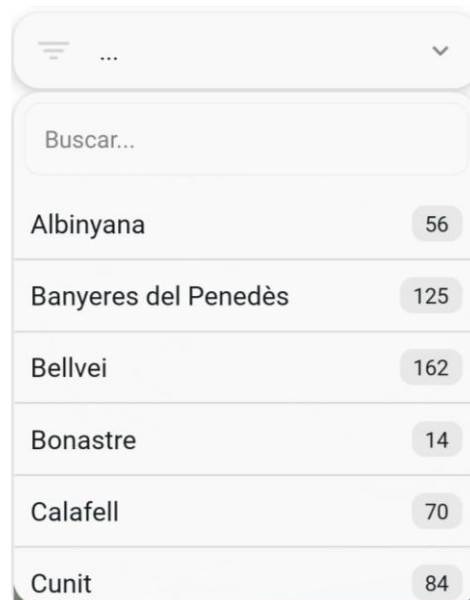 ...
Buscar...
Albinyana 56
Banyeres del Penedès 125
Bellvei 162
Bonastre 14
Calafell 70
Cunit 84